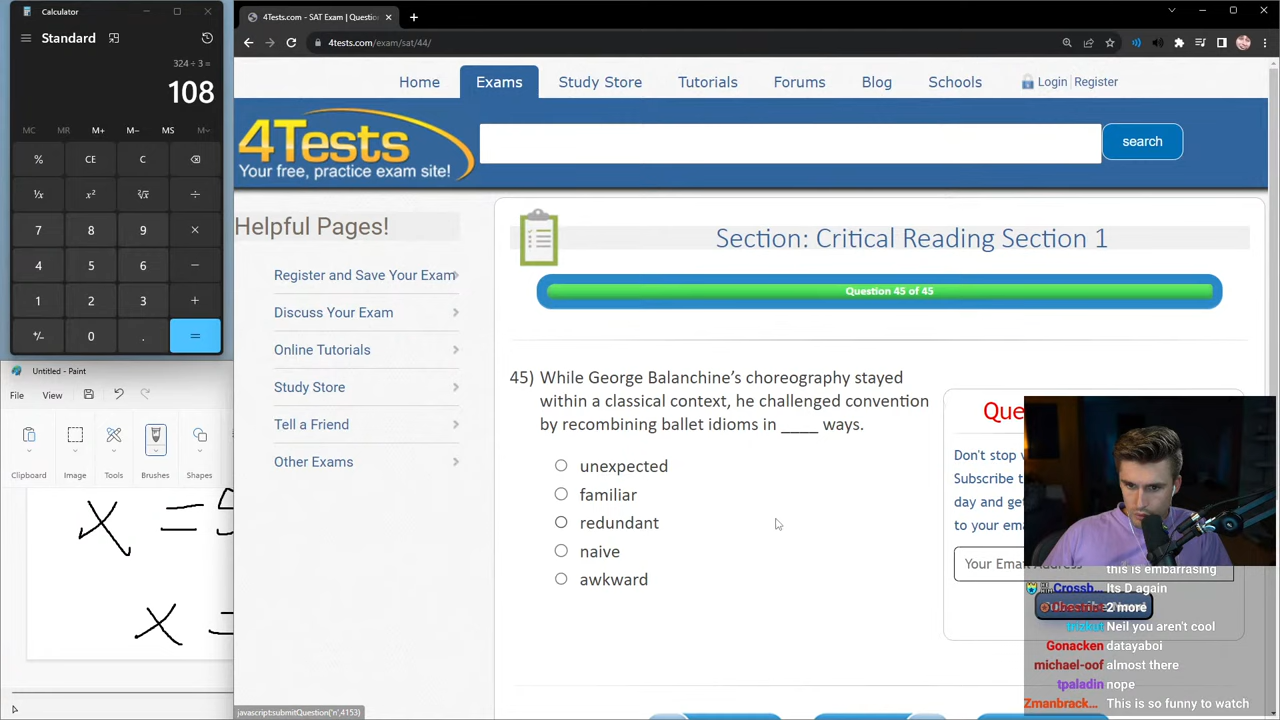 Calculator
Standard
324 ÷ 3 =
108
MC MR M+ M− MS M˅
% CE C
⅟x x² ²√x ÷
7 8 9 ×
4 5 6 −
1 2 3 +
+/− 0 . =
Untitled - Paint
File View
Clipboard Image Tools Brushes Shapes
x = 5
x =
4Tests.com - SAT Exam | Question
4tests.com/exam/sat/44/
Home Exams Study Store Tutorials Forums Blog Schools Login | Register
4Tests
Your free, practice exam site!
search
Helpful Pages!
Register and Save Your Exam
Discuss Your Exam
Online Tutorials
Study Store
Tell a Friend
Other Exams
Section: Critical Reading Section 1
Question 45 of 45
45) While George Balanchine's choreography stayed
within a classical context, he challenged convention
by recombining ballet idioms in ____ ways.
unexpected
familiar
redundant
naive
awkward
Que
Don't stop
Subscribe
day and get
to your ema
Your Email Address
this is embarrasing
Crossb... Its D again
2 more
Neil you aren't cool
Gonacken datayaboi
michael-oof almost there
tpaladin nope
Zmanbrack... This is so funny to watch
javascript:submitQuestion('n',4153)